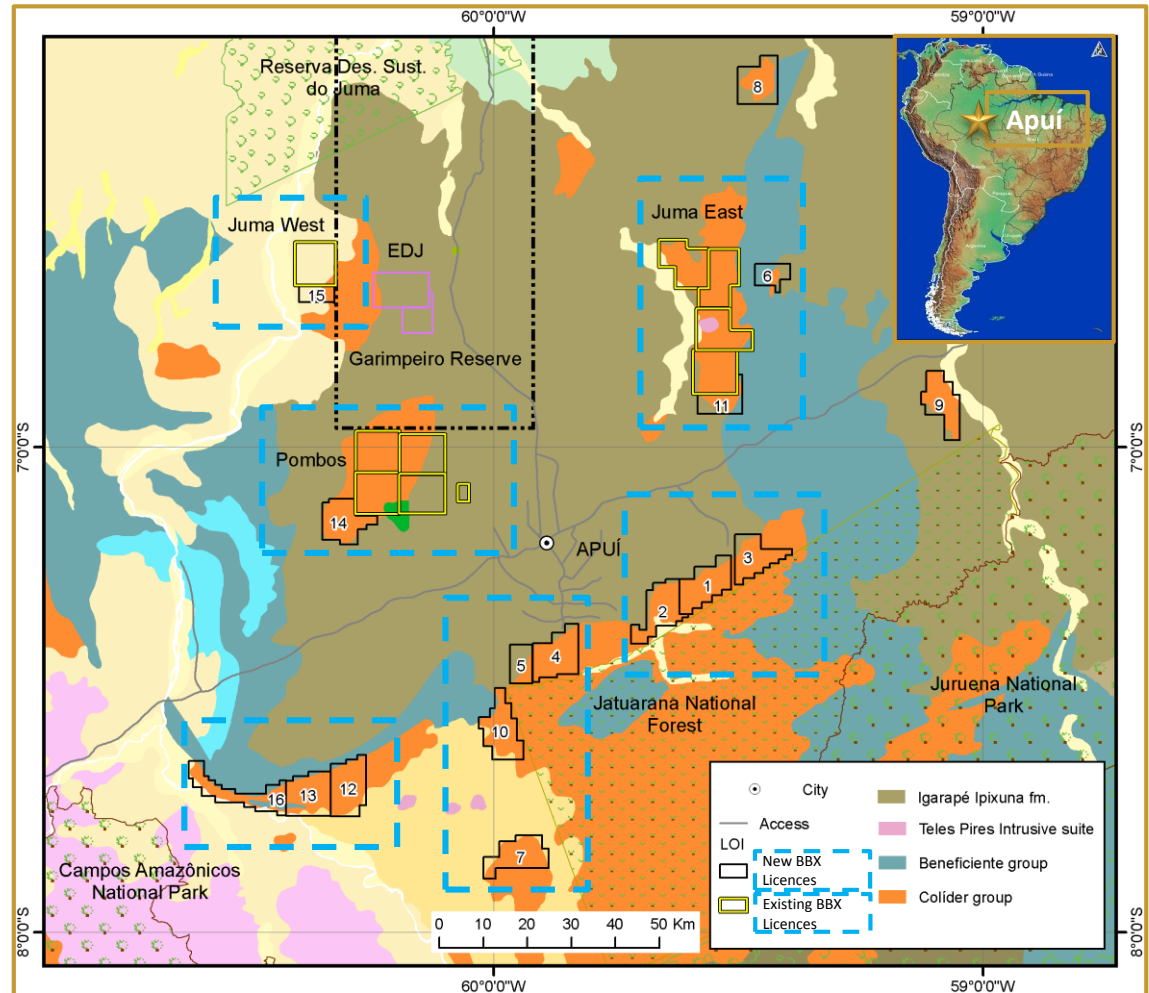 60°0'0"W
59°0'0"W
Reserva Des. Sust.
do Juma
8
Apuí
Juma West
Juma East
EDJ
6
15
Garimpeiro Reserve
11
9
7°0'0"S
7°0'0"S
Pombos
14
APUÍ
3
1
2
5
4
Jatuarana National
Forest
Juruena National
Park
10
16
13
12
7
Campos Amazônicos
National Park
0
10
20
30
40
50
Km
City
Access
LOI
New BBX
Licences
Existing BBX
Licences
Igarapé Ipixuna fm.
Teles Pires Intrusive suite
Beneficiente group
Colíder group
8°0'0"S
8°0'0"S
60°0'0"W
59°0'0"W